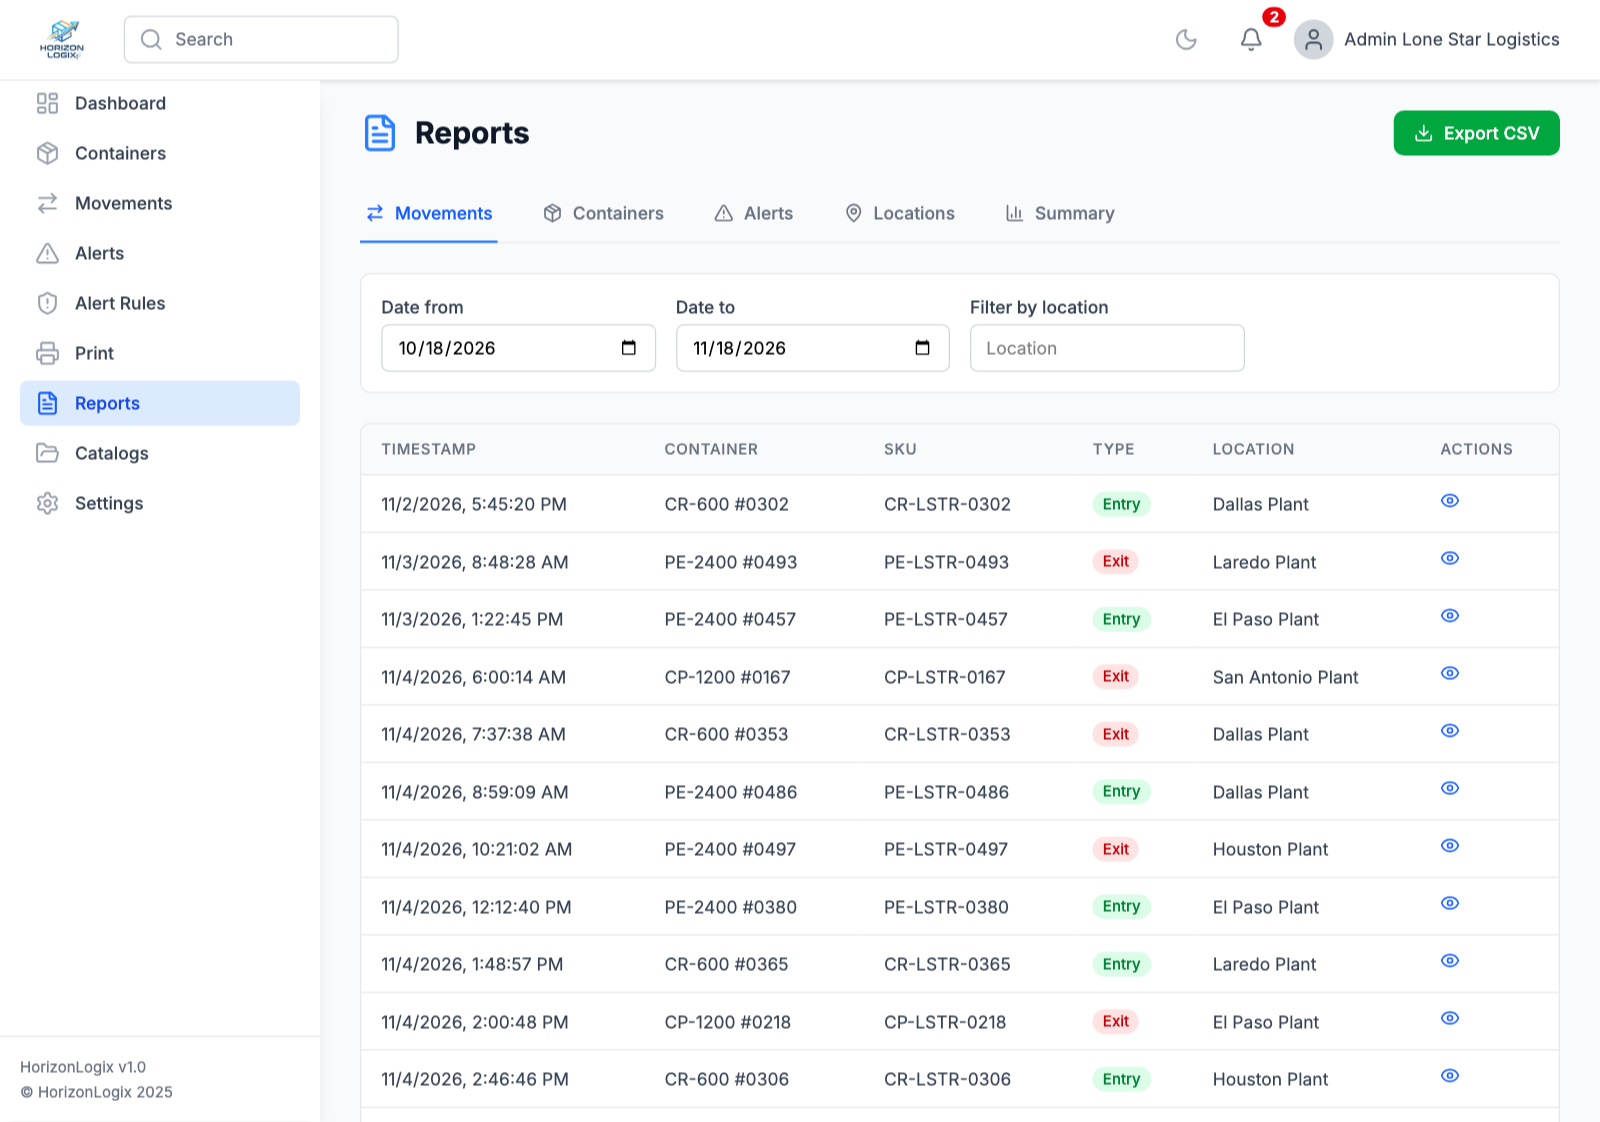 HORIZON
LOGIX
Search
2
Admin Lone Star Logistics
Dashboard
Containers
Movements
Alerts
Alert Rules
Print
Reports
Catalogs
Settings
HorizonLogix v1.0
© HorizonLogix 2025
Reports
Export CSV
Movements Containers Alerts Locations Summary
Date from Date to Filter by location
10/18/2026 11/18/2026 Location
TIMESTAMP CONTAINER SKU TYPE LOCATION ACTIONS
11/2/2026, 5:45:20 PM CR-600 #0302 CR-LSTR-0302 Entry Dallas Plant
11/3/2026, 8:48:28 AM PE-2400 #0493 PE-LSTR-0493 Exit Laredo Plant
11/3/2026, 1:22:45 PM PE-2400 #0457 PE-LSTR-0457 Entry El Paso Plant
11/4/2026, 6:00:14 AM CP-1200 #0167 CP-LSTR-0167 Exit San Antonio Plant
11/4/2026, 7:37:38 AM CR-600 #0353 CR-LSTR-0353 Exit Dallas Plant
11/4/2026, 8:59:09 AM PE-2400 #0486 PE-LSTR-0486 Entry Dallas Plant
11/4/2026, 10:21:02 AM PE-2400 #0497 PE-LSTR-0497 Exit Houston Plant
11/4/2026, 12:12:40 PM PE-2400 #0380 PE-LSTR-0380 Entry El Paso Plant
11/4/2026, 1:48:57 PM CR-600 #0365 CR-LSTR-0365 Entry Laredo Plant
11/4/2026, 2:00:48 PM CP-1200 #0218 CP-LSTR-0218 Exit El Paso Plant
11/4/2026, 2:46:46 PM CR-600 #0306 CR-LSTR-0306 Entry Houston Plant